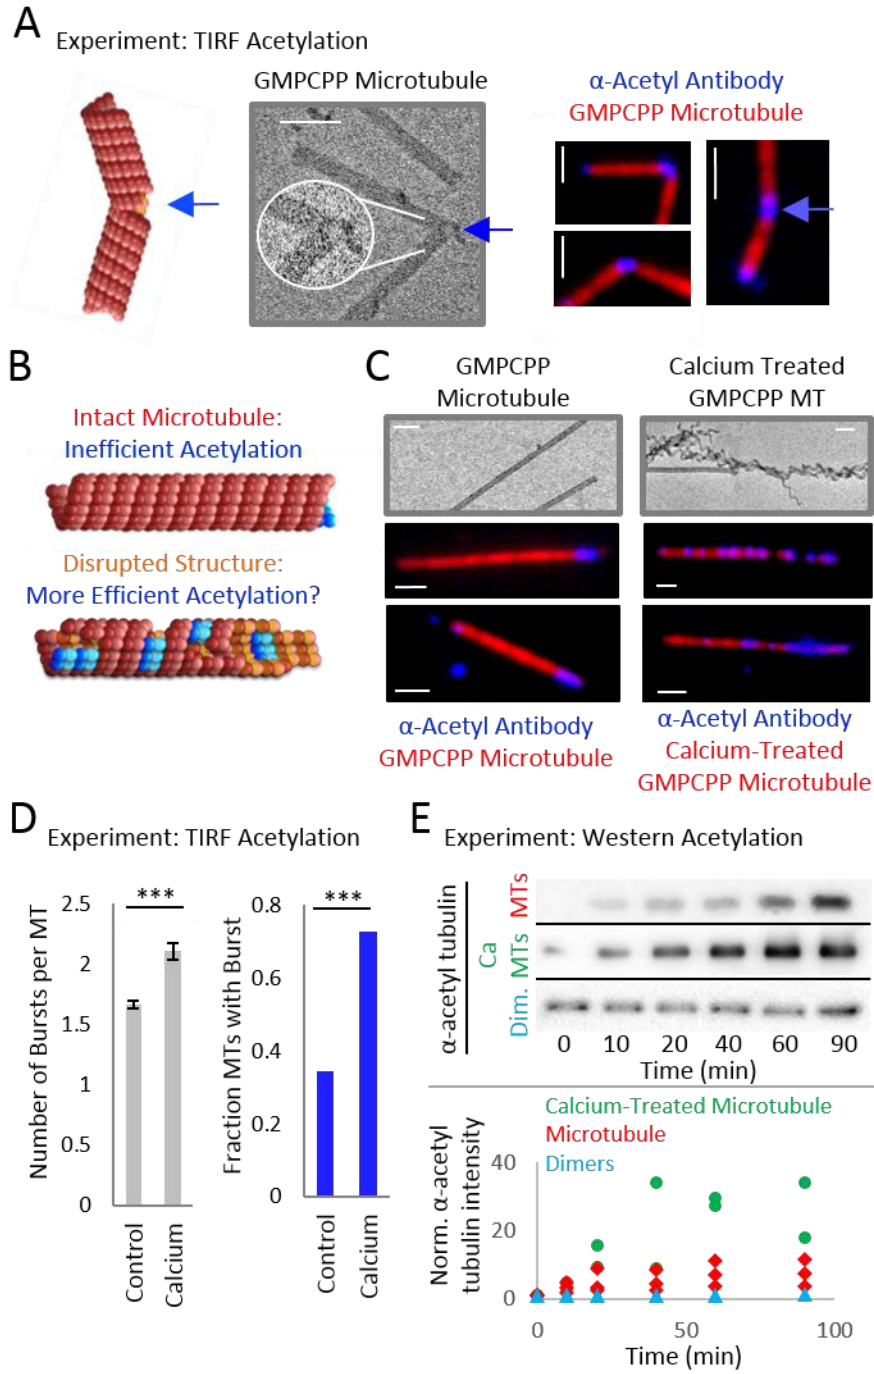 A
Experiment: TIRF Acetylation
GMPCPP Microtubule
α-Acetyl Antibody
GMPCPP Microtubule
B
Intact Microtubule:
Inefficient Acetylation
Disrupted Structure:
More Efficient Acetylation?
C
GMPCPP
Microtubule
Calcium Treated
GMPCPP MT
α-Acetyl Antibody
GMPCPP Microtubule
α-Acetyl Antibody
Calcium-Treated
GMPCPP Microtubule
D
Experiment: TIRF Acetylation
Number of Bursts per MT
2.5
2
1.5
1
0.5
0
***
Control
Calcium
Fraction MTs with Burst
0.8
0.6
0.4
0.2
0
***
Control
Calcium
E
Experiment: Western Acetylation
α-acetyl tubulin
MTs
Ca
MTs
Dim.
0 10 20 40 60 90
Time (min)
Calcium-Treated Microtubule
Microtubule
Dimers
Norm. α-acetyl
tubulin intensity
40
20
0
0 50 100
Time (min)